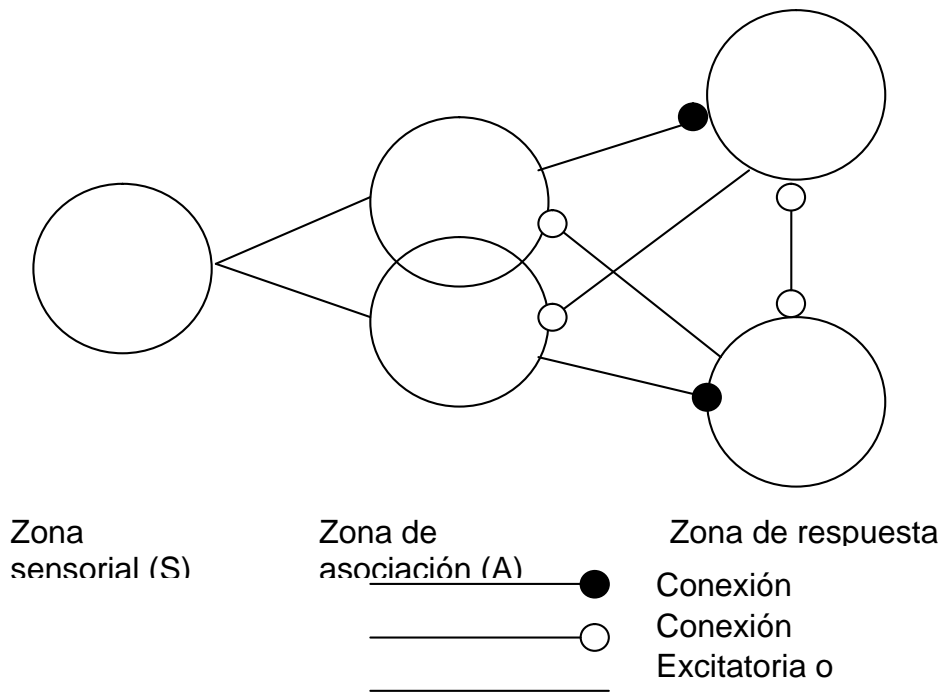 Zona
sensorial (S)
Zona de
asociación (A)
Zona de respuesta
Conexión
Conexión
Excitatoria o